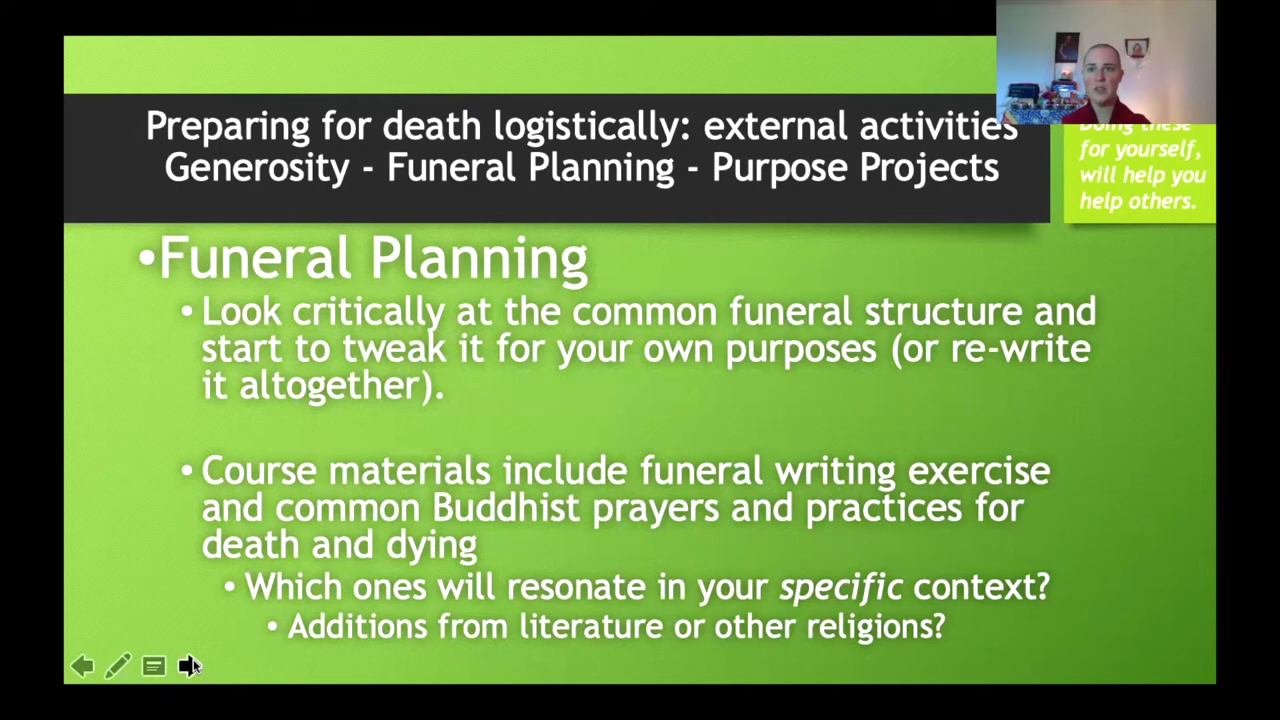 Preparing for death logistically: external activities
Generosity - Funeral Planning - Purpose Projects
Doing these
for yourself,
will help you
help others.
•Funeral Planning
• Look critically at the common funeral structure and
start to tweak it for your own purposes (or re-write
it altogether).
• Course materials include funeral writing exercise
and common Buddhist prayers and practices for
death and dying
• Which ones will resonate in your specific context?
• Additions from literature or other religions?